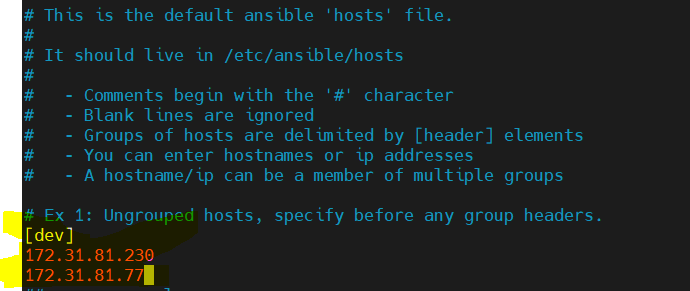 # This is the default ansible 'hosts' file.
#
# It should live in /etc/ansible/hosts
#
#   - Comments begin with the '#' character
#   - Blank lines are ignored
#   - Groups of hosts are delimited by [header] elements
#   - You can enter hostnames or ip addresses
#   - A hostname/ip can be a member of multiple groups

# Ex 1: Ungrouped hosts, specify before any group headers.
[dev]
172.31.81.230
172.31.81.77